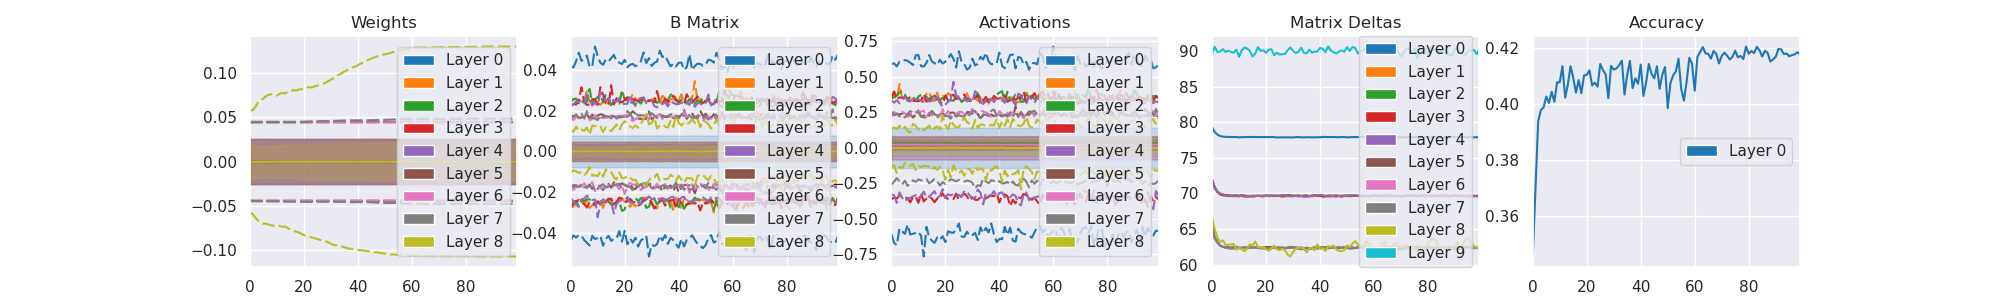 Weights
0.10
0.05
0.00
−0.05
−0.10
0
20
40
60
80
Layer 0
Layer 1
Layer 2
Layer 3
Layer 4
Layer 5
Layer 6
Layer 7
Layer 8
B Matrix
0.04
0.02
0.00
−0.02
−0.04
0
20
40
60
80
Layer 0
Layer 1
Layer 2
Layer 3
Layer 4
Layer 5
Layer 6
Layer 7
Layer 8
Activations
0.75
0.50
0.25
0.00
−0.25
−0.50
−0.75
0
20
40
60
80
Layer 0
Layer 1
Layer 2
Layer 3
Layer 4
Layer 5
Layer 6
Layer 7
Layer 8
Matrix Deltas
90
85
80
75
70
65
60
0
20
40
60
80
Layer 0
Layer 1
Layer 2
Layer 3
Layer 4
Layer 5
Layer 6
Layer 7
Layer 8
Layer 9
Accuracy
0.42
0.40
0.38
0.36
0
20
40
60
80
Layer 0